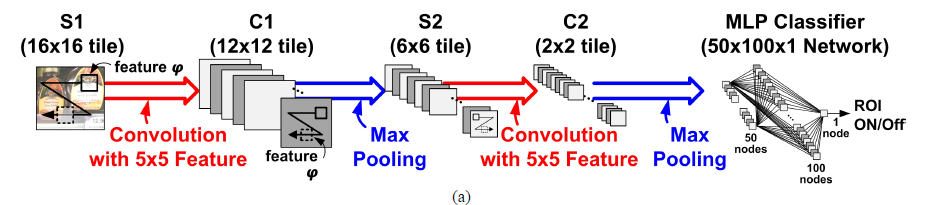 S1
(16x16 tile)
C1
(12x12 tile)
S2
(6x6 tile)
C2
(2x2 tile)
MLP Classifier
(50x100x1 Network)
feature φ
Convolution
with 5x5 Feature
feature
φ
Max
Pooling
Convolution
with 5x5 Feature
Max
Pooling
50
nodes
100
nodes
1
node
ROI
ON/Off
(a)